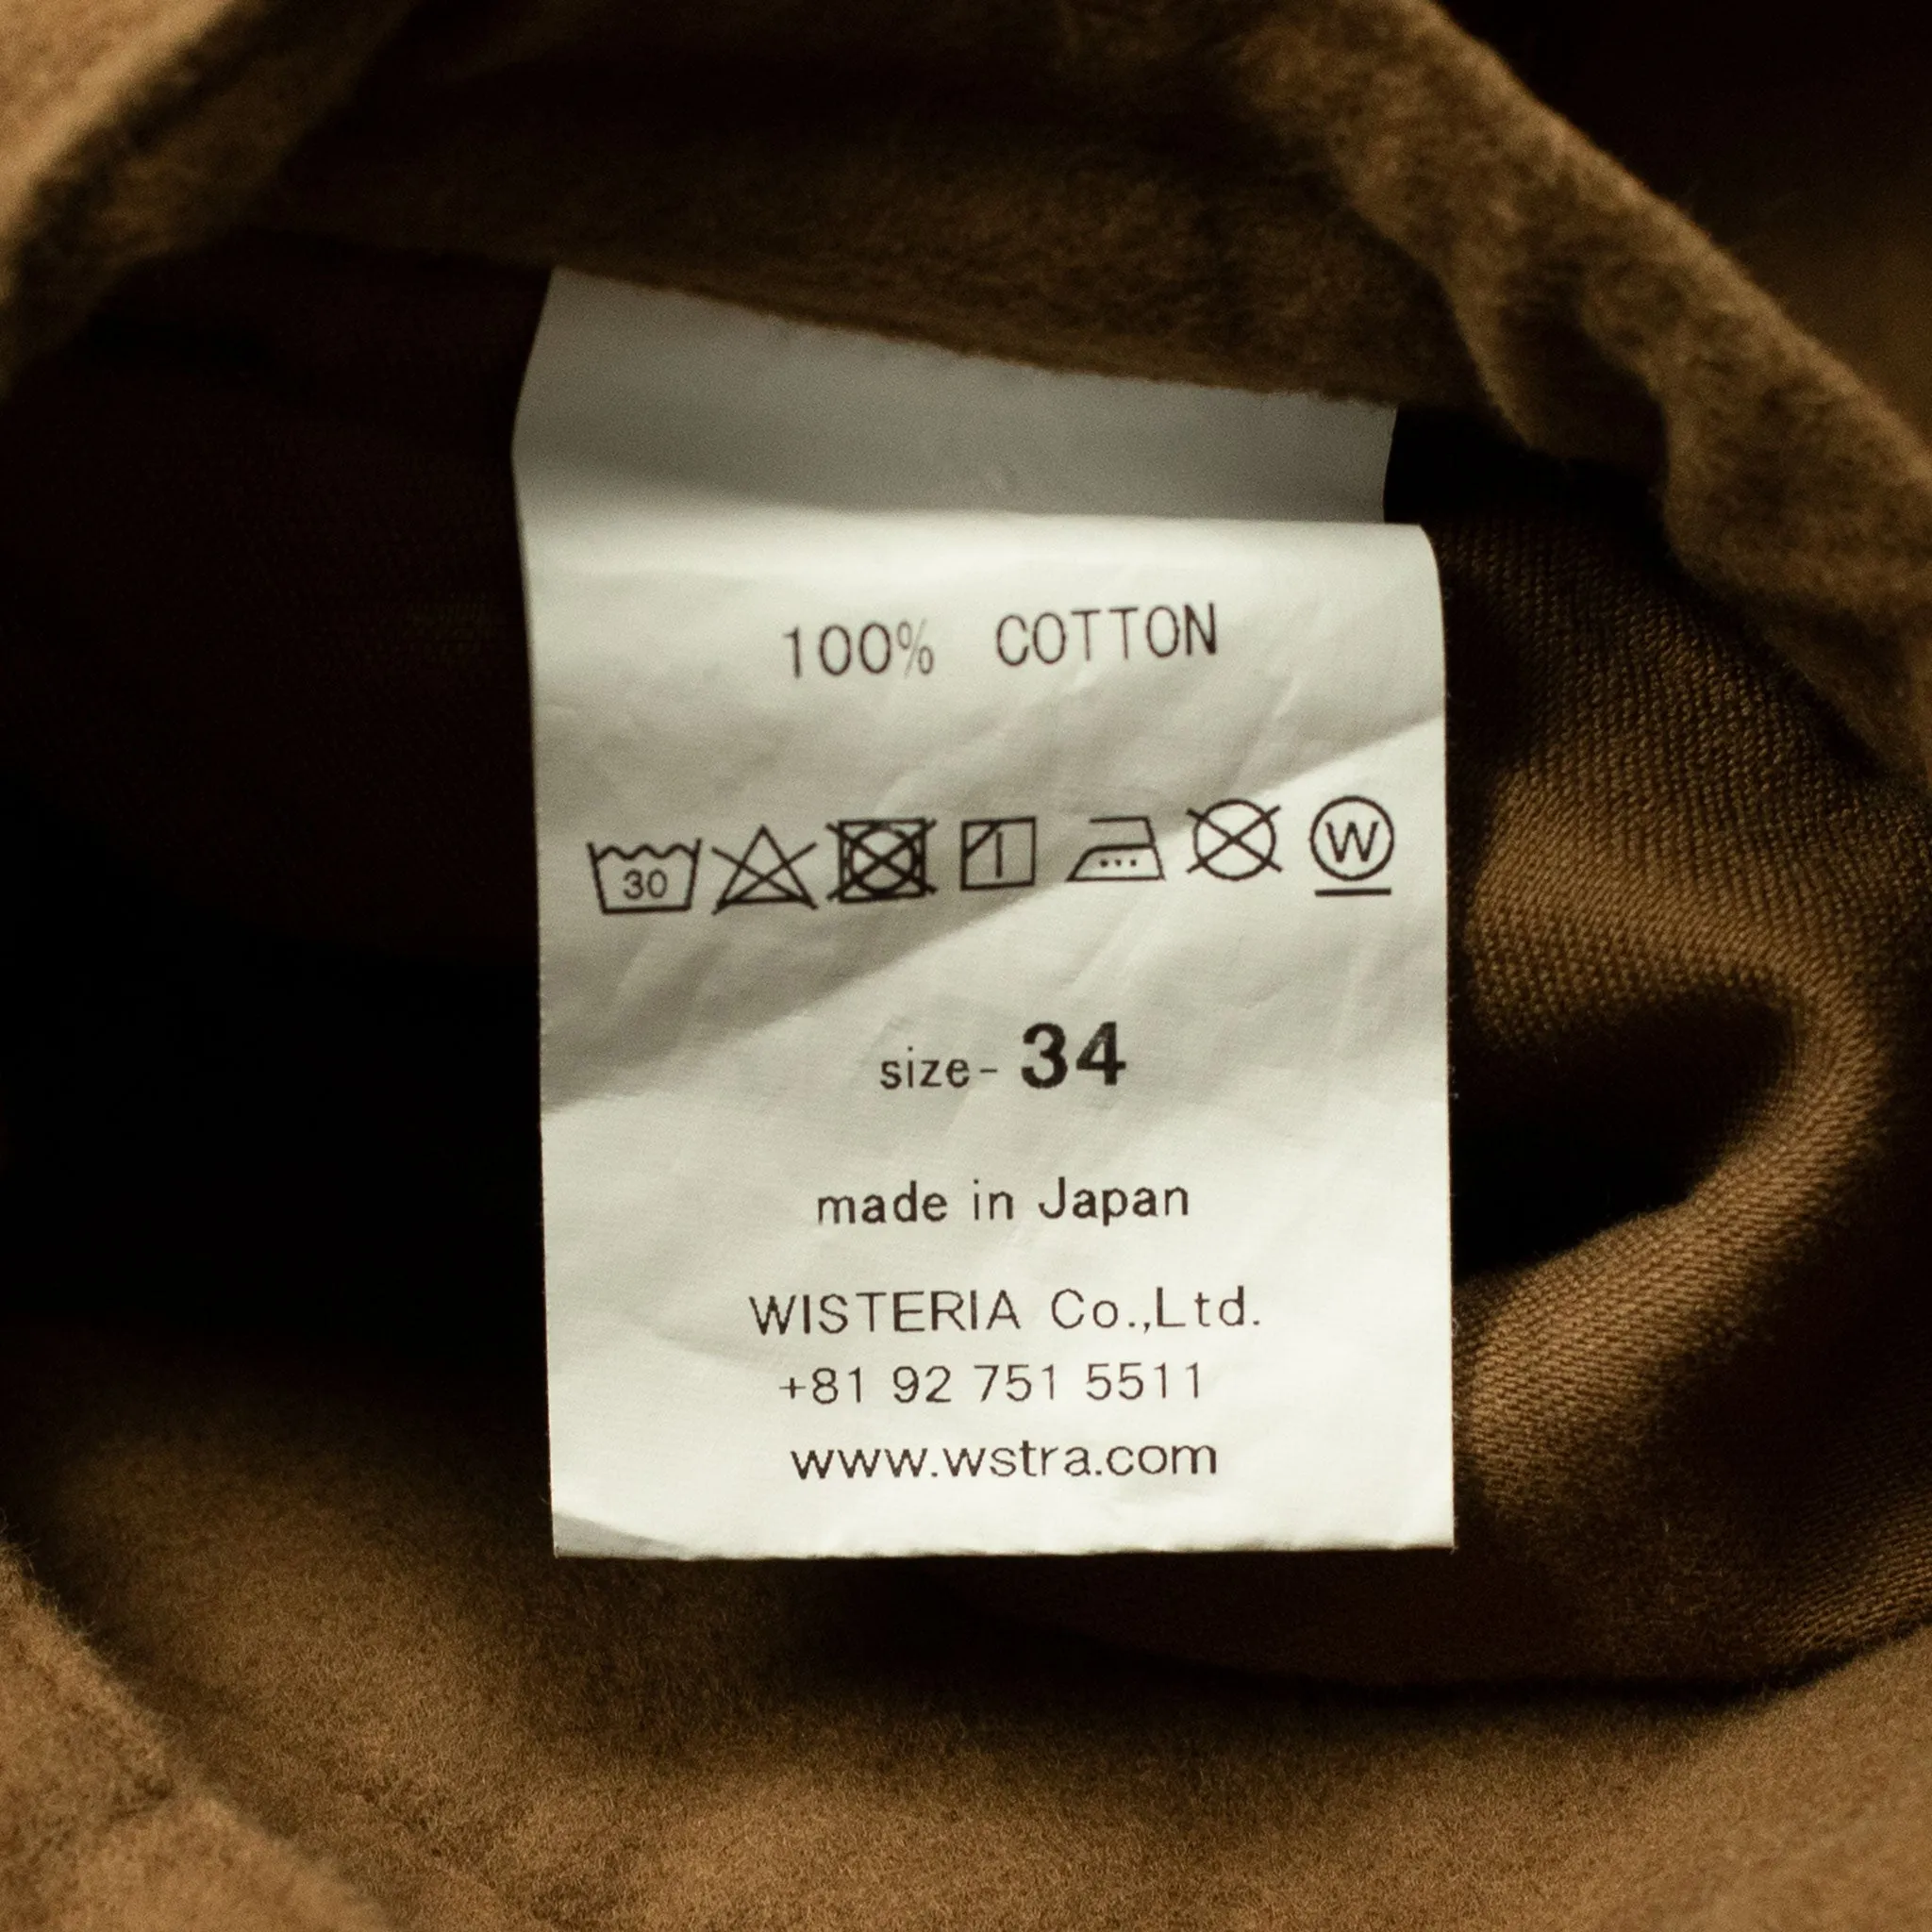 100% COTTON
30
W
size- 34
made in Japan
WISTERIA Co.,Ltd.
+81 92 751 5511
www.wstra.com